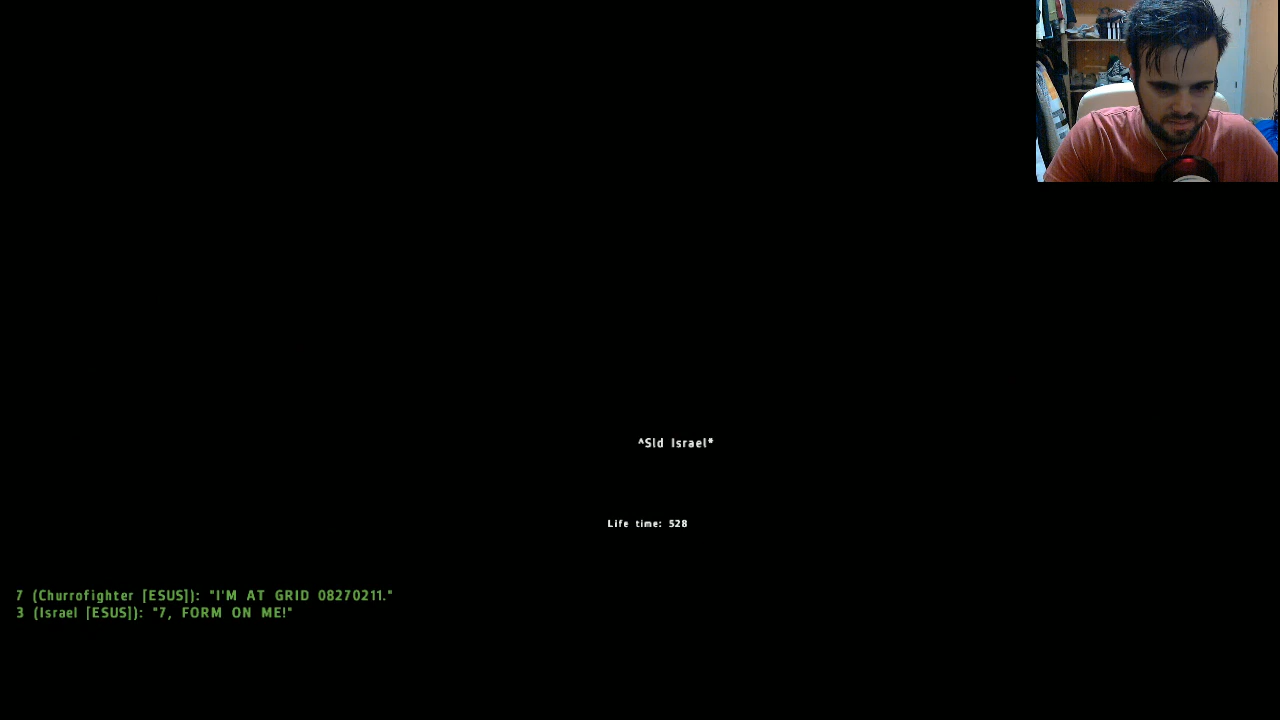 ^Sld Israel*
Life time: 528
7 (Churrofighter [ESUS]): "I'M AT GRID 08270211."
3 (Israel [ESUS]): "7, FORM ON ME!"